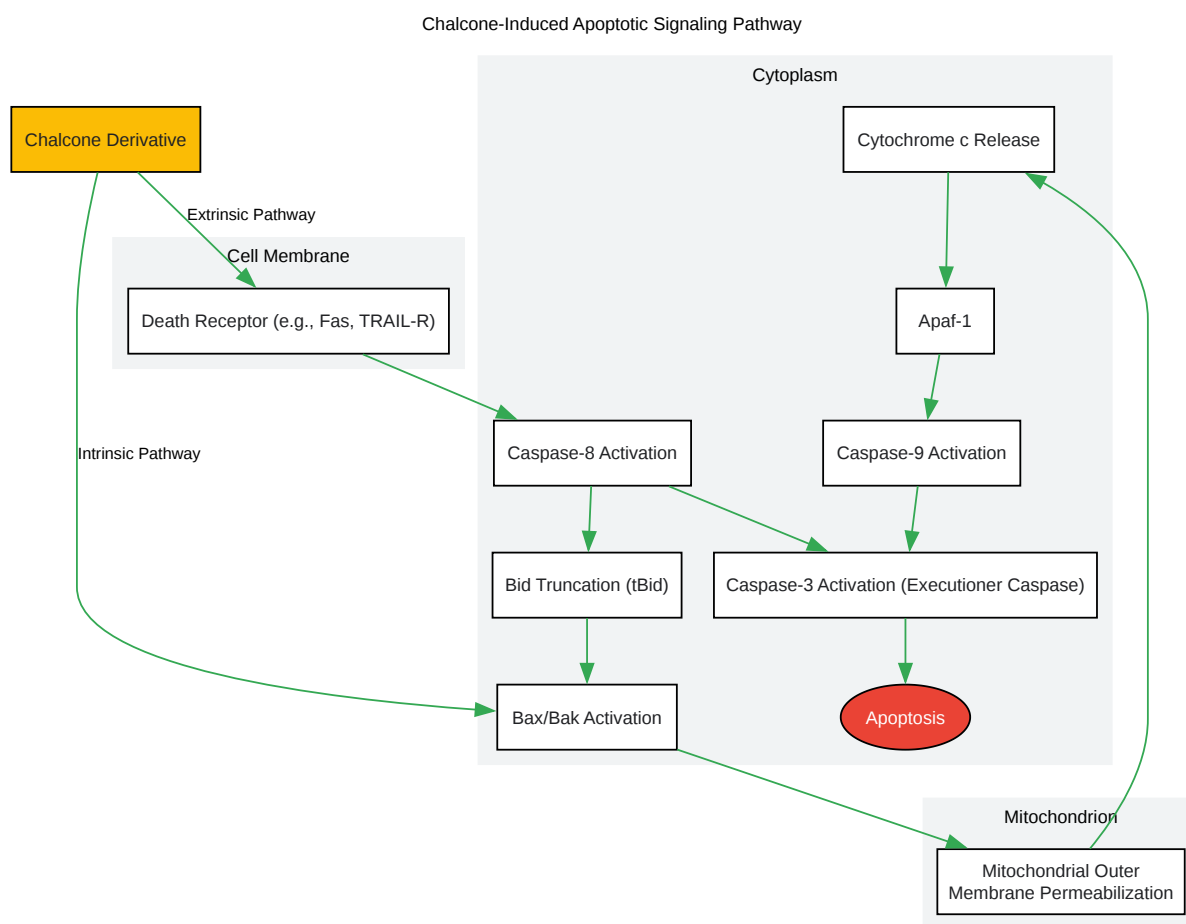 Chalcone-Induced Apoptotic Signaling Pathway
Cytoplasm
Chalcone Derivative
Cytochrome c Release
Extrinsic Pathway
Cell Membrane
Death Receptor (e.g., Fas, TRAIL-R)
Apaf-1
Intrinsic Pathway
Caspase-8 Activation
Caspase-9 Activation
Bid Truncation (tBid)
Caspase-3 Activation (Executioner Caspase)
Bax/Bak Activation
Apoptosis
Mitochondrion
Mitochondrial Outer
Membrane Permeabilization